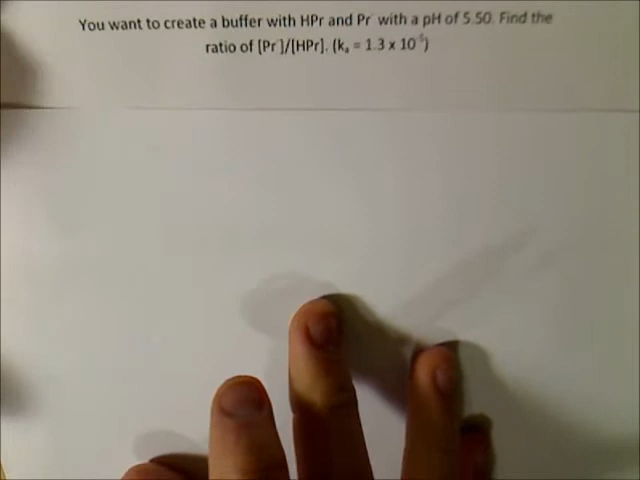 You want to create a buffer with HPr and Pr⁻ with a pH of 5.50. Find the
ratio of [Pr⁻]/[HPr]. (kₐ = 1.3 x 10⁻⁵)